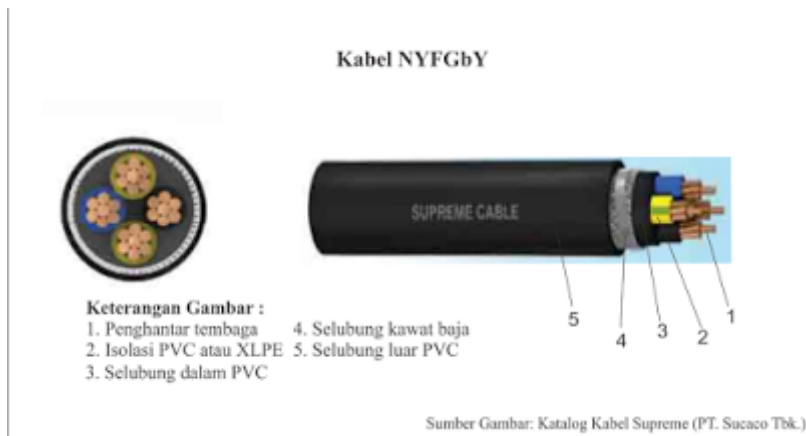 Kabel NYFGbY
SUPREME CABLE
5
4
3
2
1
Keterangan Gambar :
1. Penghantar tembaga
2. Isolasi PVC atau XLPE
3. Selubung dalam PVC
4. Selubung kawat baja
5. Selubung luar PVC
Sumber Gambar: Katalog Kabel Supreme (PT. Sucaco Tbk.)